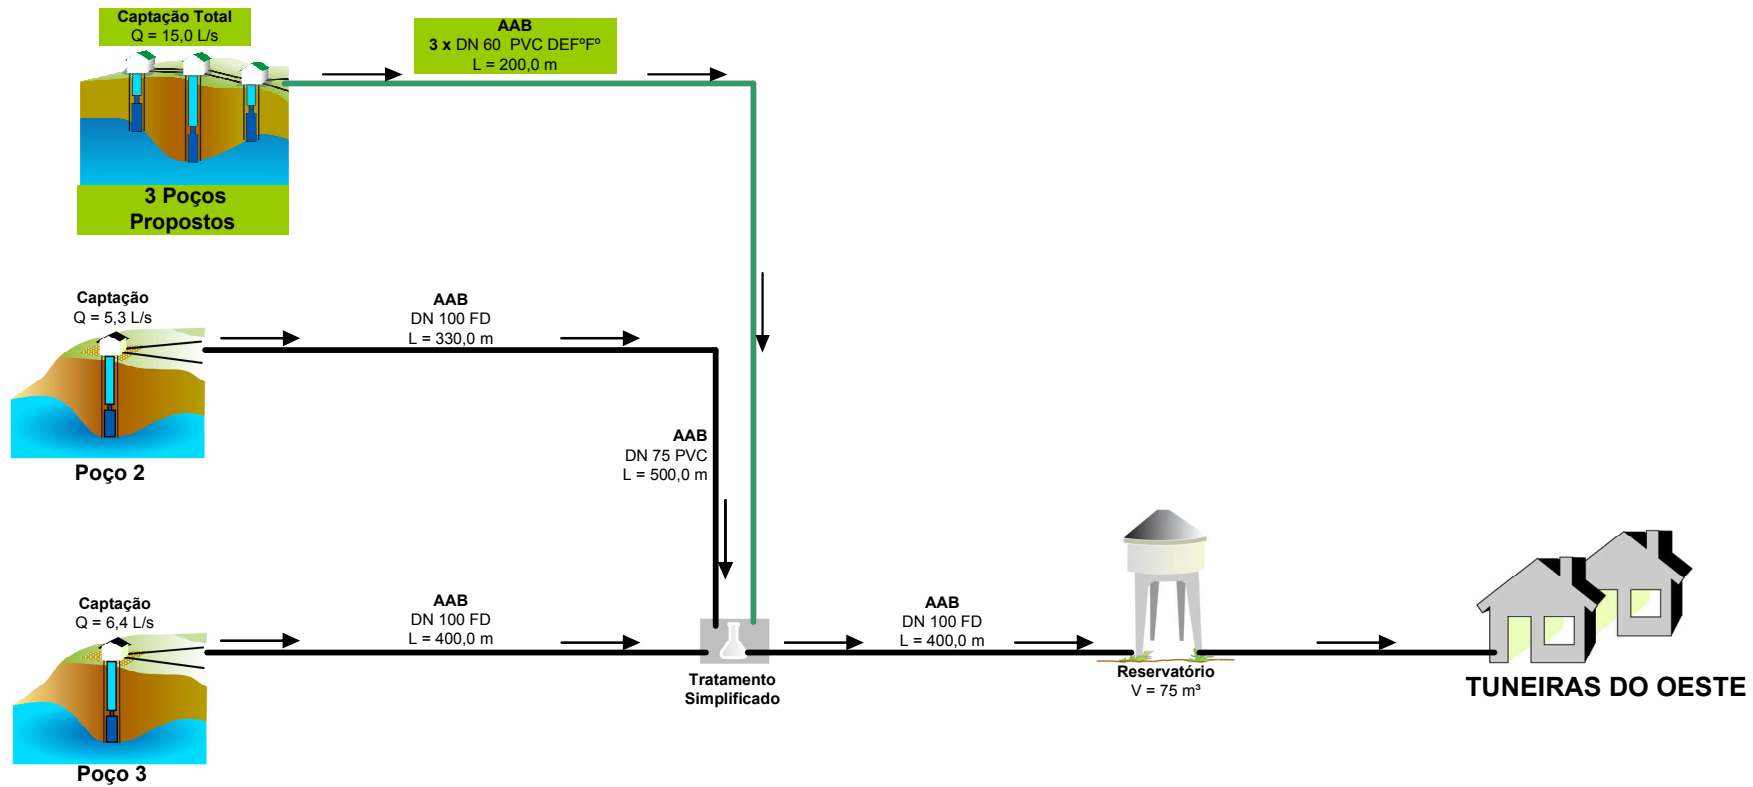 Captação Total
Q = 15,0 L/s
AAB
3 x DN 60 PVC DEFºFº
L = 200,0 m
3 Poços
Propostos
Captação
Q = 5,3 L/s
AAB
DN 100 FD
L = 330,0 m
Poço 2
AAB
DN 75 PVC
L = 500,0 m
Captação
Q = 6,4 L/s
AAB
DN 100 FD
L = 400,0 m
Poço 3
Tratamento
Simplificado
AAB
DN 100 FD
L = 400,0 m
Reservatório
V = 75 m³
TUNEIRAS DO OESTE